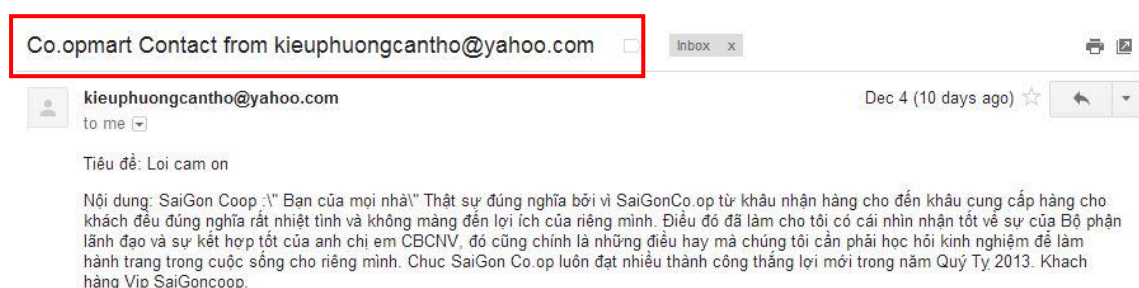 Co.opmart Contact from kieuphuongcantho@yahoo.com
Inbox x
kieuphuongcantho@yahoo.com
Dec 4 (10 days ago)
to me
Tiêu đề: Loi cam on
Nội dung: SaiGon Coop :\" Bạn của mọi nhà\" Thật sự đúng nghĩa bởi vì SaiGonCo.op từ khâu nhận hàng cho đến khâu cung cấp hàng cho
khách đều đúng nghĩa rất nhiệt tình và không màng đến lợi ích của riêng mình. Điều đó đã làm cho tôi có cái nhìn nhận tốt về sự của Bộ phận
lãnh đạo và sự kết hợp tốt của anh chị em CBCNV, đó cũng chính là những điều hay mà chúng tôi cần phải học hỏi kinh nghiệm để làm
hành trang trong cuộc sống cho riêng mình. Chuc SaiGon Co.op luôn đạt nhiều thành công thắng lợi mới trong năm Quý Tỵ 2013. Khach
hàng Vip SaiGoncoop.